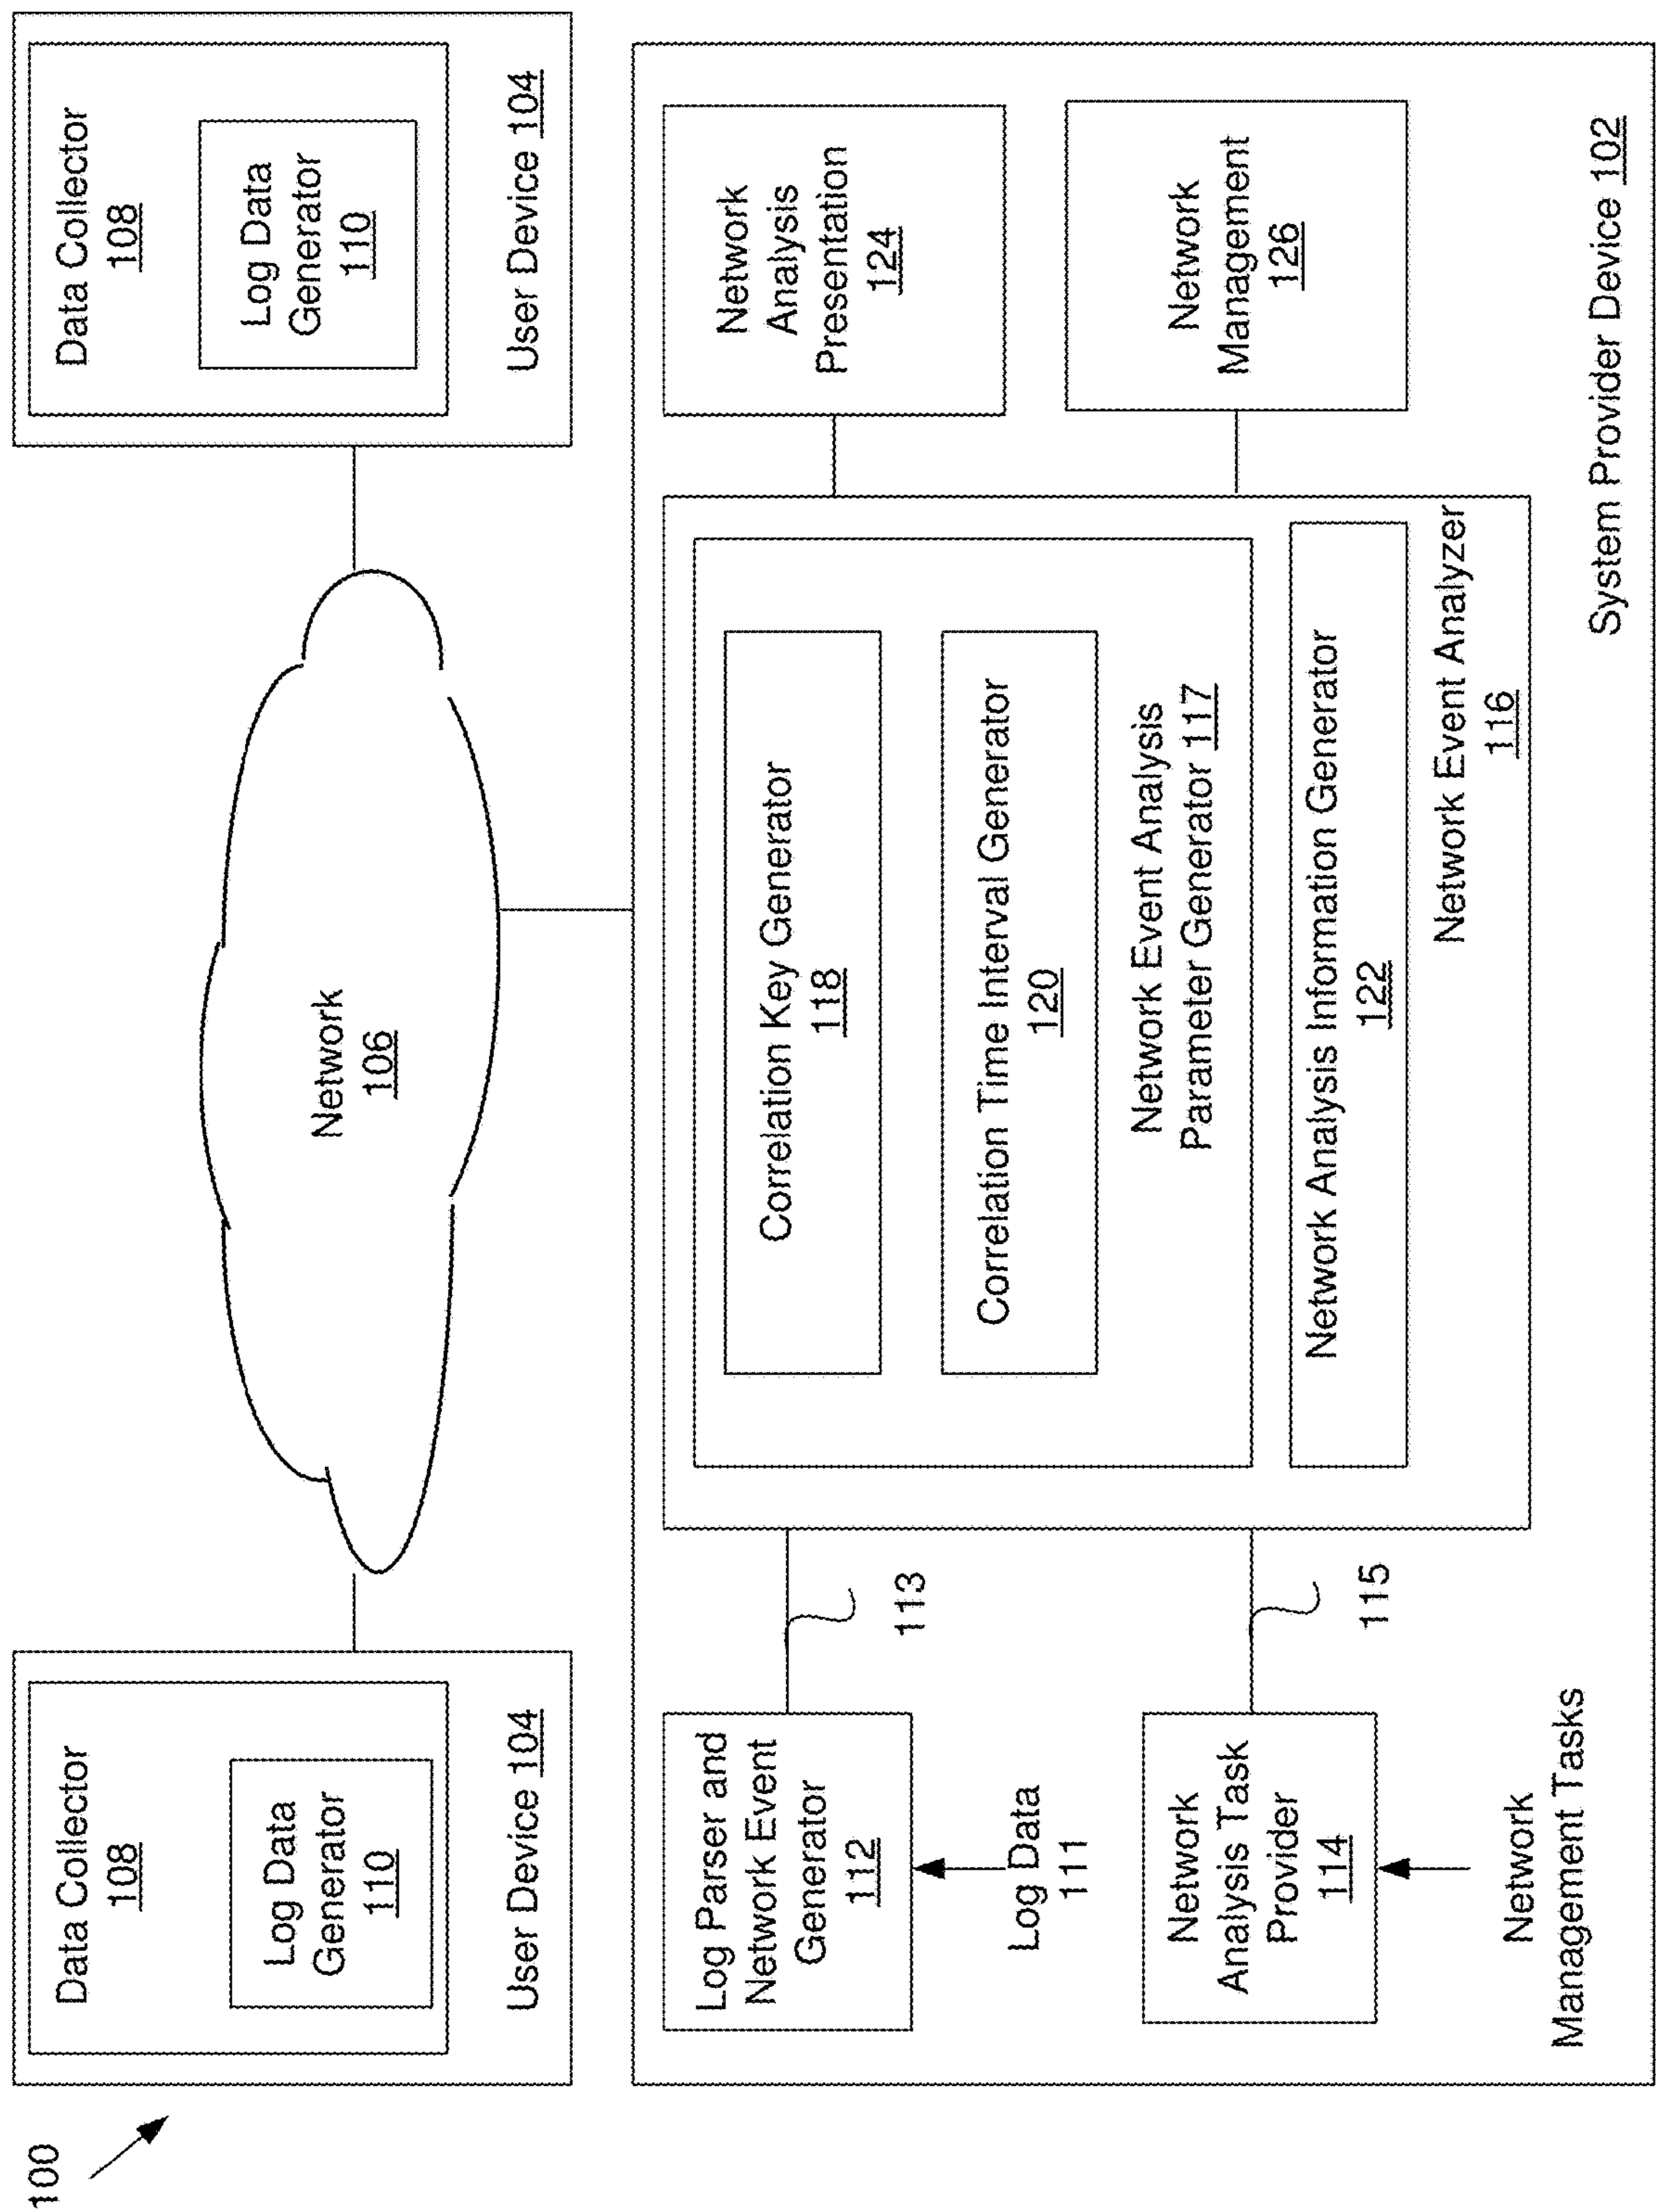 100
Data Collector
108
Log Data
Generator
110
User Device 104
Network
106
Data Collector
108
Log Data
Generator
110
User Device 104
Log Parser and
Network Event
Generator
112
Log Data
111
113
Network
Analysis Task
Provider
114
115
Network
Management Tasks
Correlation Key Generator
118
Correlation Time Interval Generator
120
Network Event Analysis
Parameter Generator 117
Network Analysis Information Generator
122
Network Event Analyzer
116
Network
Analysis
Presentation
124
Network
Management
126
System Provider Device 102